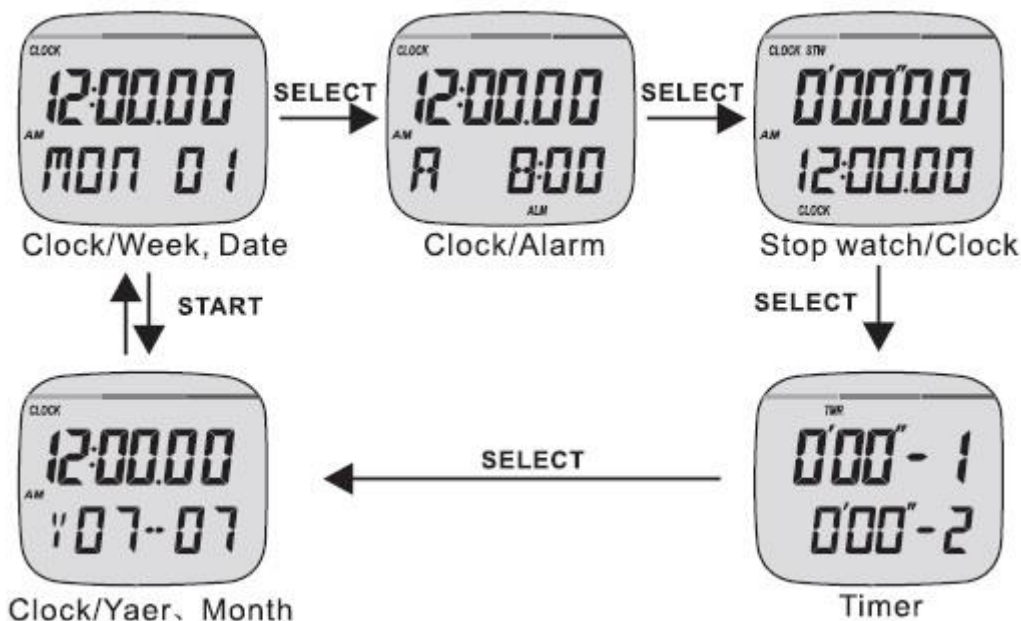 CLOCK
12:00.00
AM
MON 01
Clock/Week, Date
SELECT
CLOCK
12:00.00
AM
A 8:00
ALM
Clock/Alarm
SELECT
CLOCK STW
0'00"00
AM
12:00.00
CLOCK
Stop watch/Clock
START
SELECT
CLOCK
12:00.00
AM
Y07--07
Clock/Yaer、Month
SELECT
TMR
0'00"-1
0'00"-2
Timer